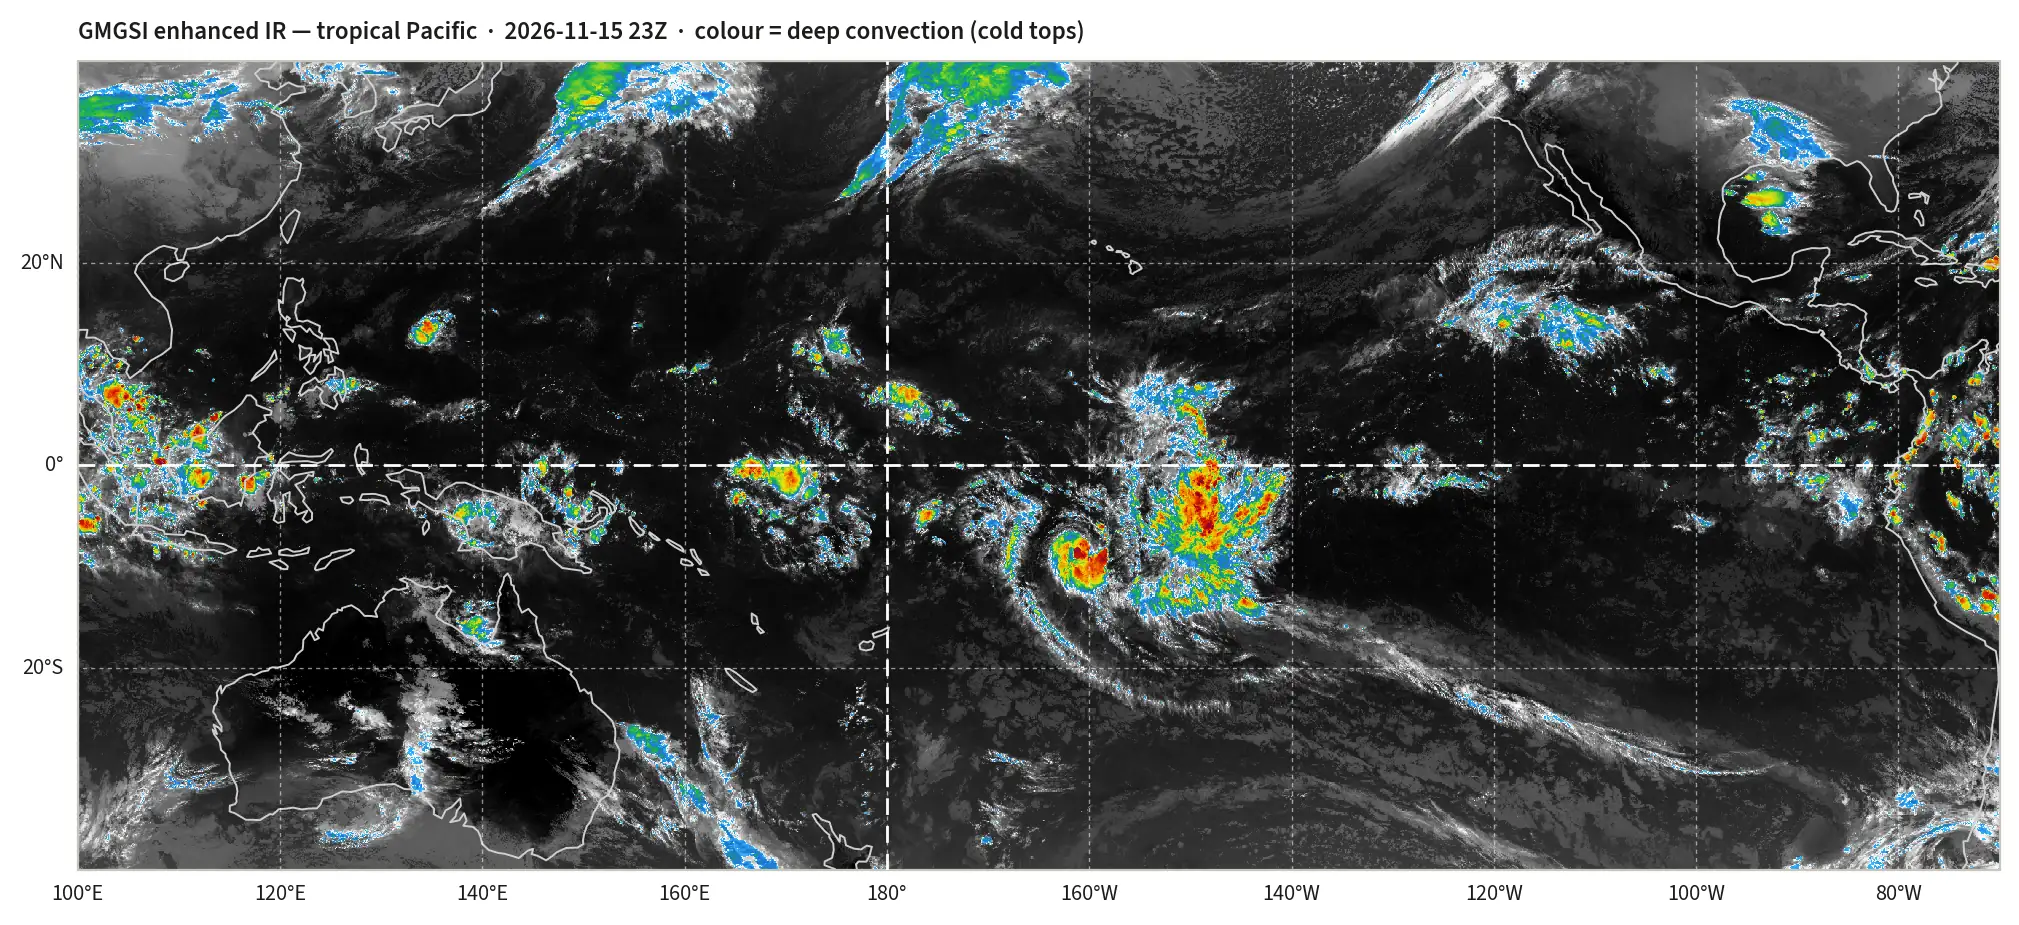 GMGSI enhanced IR — tropical Pacific · 2026-11-15 23Z · colour = deep convection (cold tops)
20°N
0°
20°S
100°E 120°E 140°E 160°E 180° 160°W 140°W 120°W 100°W 80°W